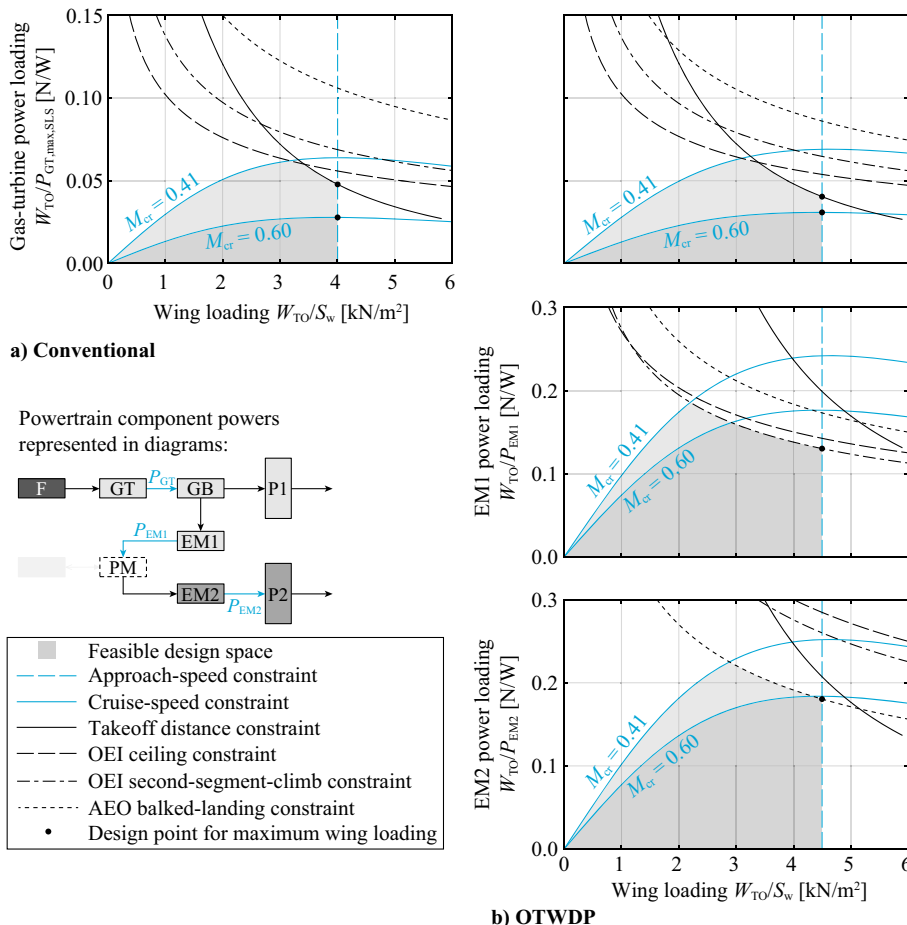 Gas-turbine power loading
W_TO/P_GT,max,SLS [N/W]
0.15
0.10
0.05
0.00
M_cr = 0.41
M_cr = 0.60
0 1 2 3 4 5 6
Wing loading W_TO/S_w [kN/m²]
a) Conventional
M_cr = 0.41
M_cr = 0.60
EM1 power loading
W_TO/P_EM1 [N/W]
0.3
0.2
0.1
0.0
M_cr = 0.41
M_cr = 0.60
Powertrain component powers
represented in diagrams:
F GT P_GT GB P1
P_EM1 EM1
PM
EM2 P_EM2 P2
Feasible design space
Approach-speed constraint
Cruise-speed constraint
Takeoff distance constraint
OEI ceiling constraint
OEI second-segment-climb constraint
AEO balked-landing constraint
Design point for maximum wing loading
EM2 power loading
W_TO/P_EM2 [N/W]
0.3
0.2
0.1
0.0
M_cr = 0.41
M_cr = 0.60
0 1 2 3 4 5 6
Wing loading W_TO/S_w [kN/m²]
b) OTWDP